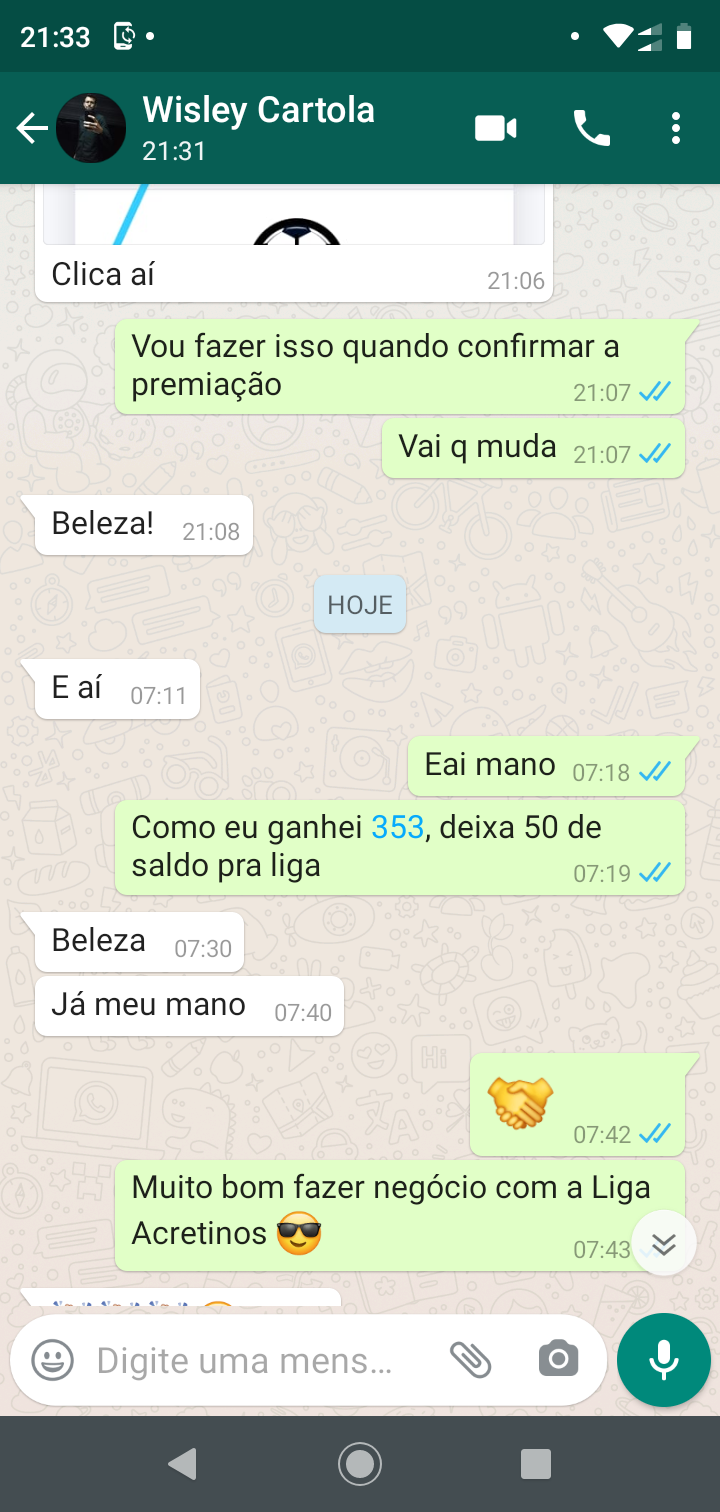 21:33
Wisley Cartola
21:31
Clica aí
21:06
Vou fazer isso quando confirmar a
premiação
21:07
Vai q muda
21:07
Beleza!
21:08
HOJE
E aí
07:11
Eai mano
07:18
Como eu ganhei 353, deixa 50 de
saldo pra liga
07:19
Beleza
07:30
Já meu mano
07:40
🤝
07:42
Muito bom fazer negócio com a Liga
Acretinos 😎
07:43
Digite uma mens...